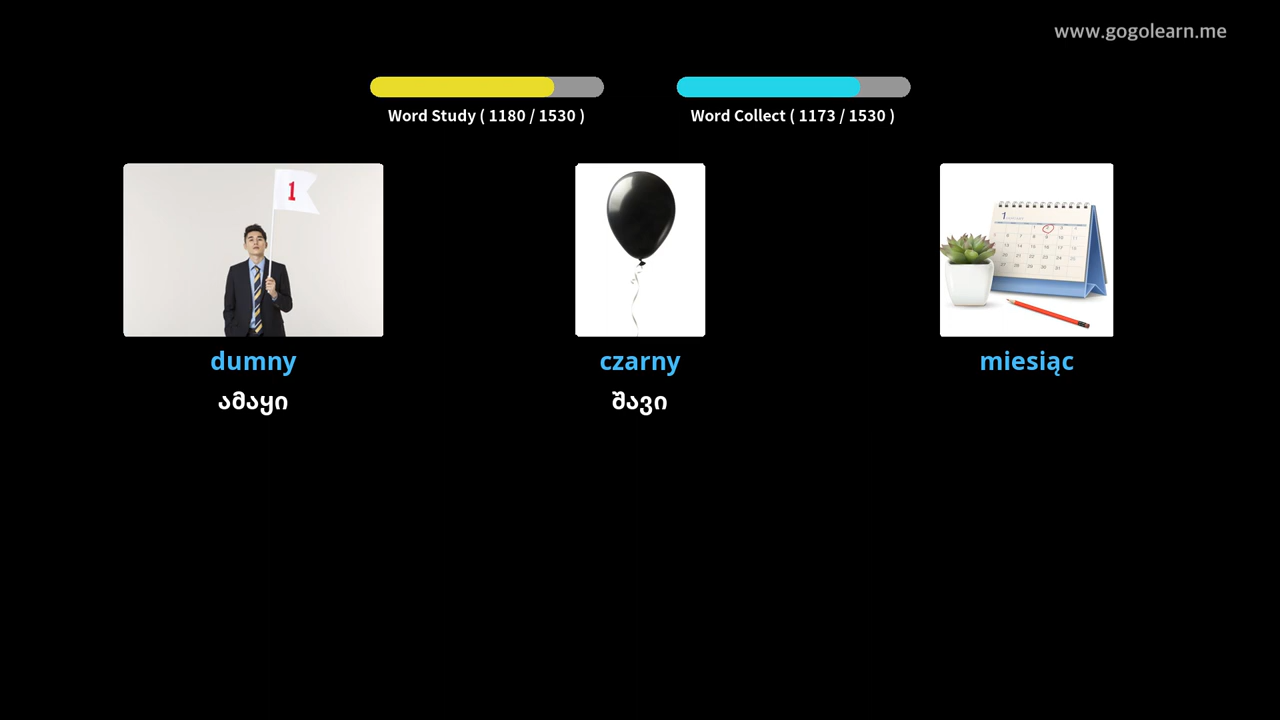 www.gogolearn.me
Word Study ( 1180 / 1530 )
Word Collect ( 1173 / 1530 )
1
dumny
czarny
miesiąc
ამაყი
შავი